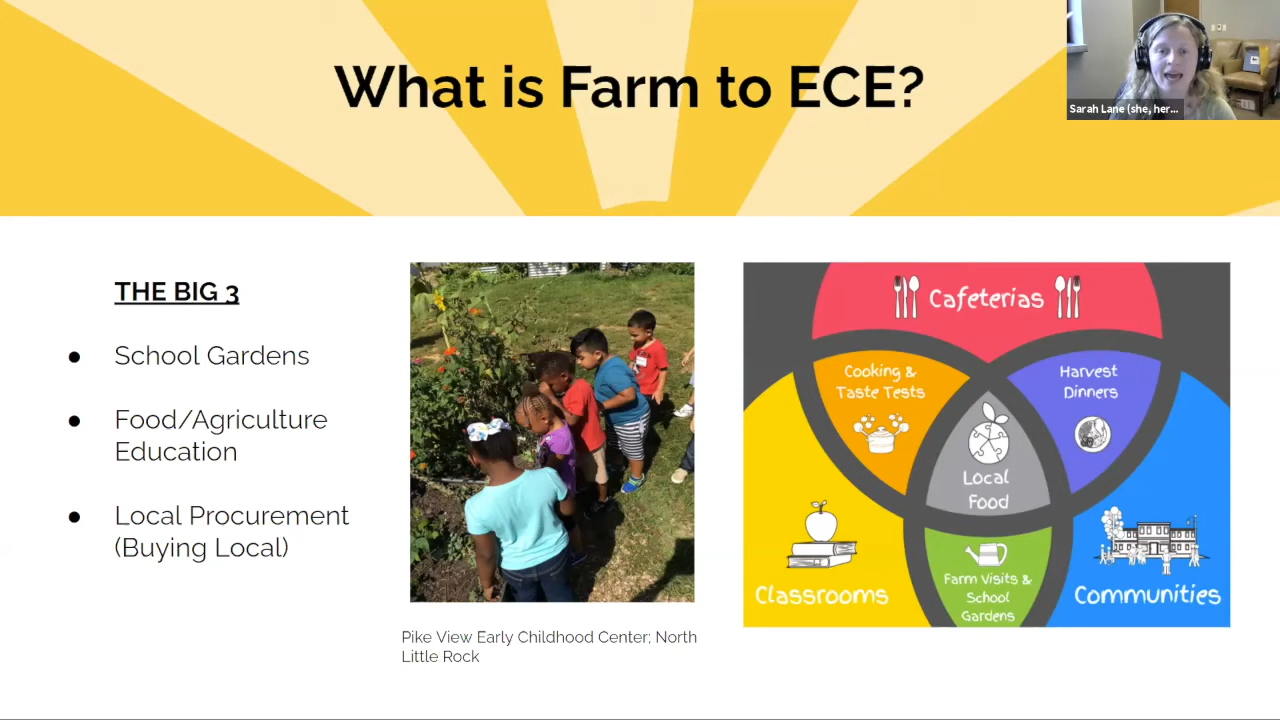 What is Farm to ECE?
Sarah Lane (she, her...
THE BIG 3
● School Gardens
● Food/Agriculture
Education
● Local Procurement
(Buying Local)
Pike View Early Childhood Center; North
Little Rock
Cafeterias
Cooking &
Taste Tests
Harvest
Dinners
Local
Food
Classrooms
Farm Visits &
School
Gardens
Communities